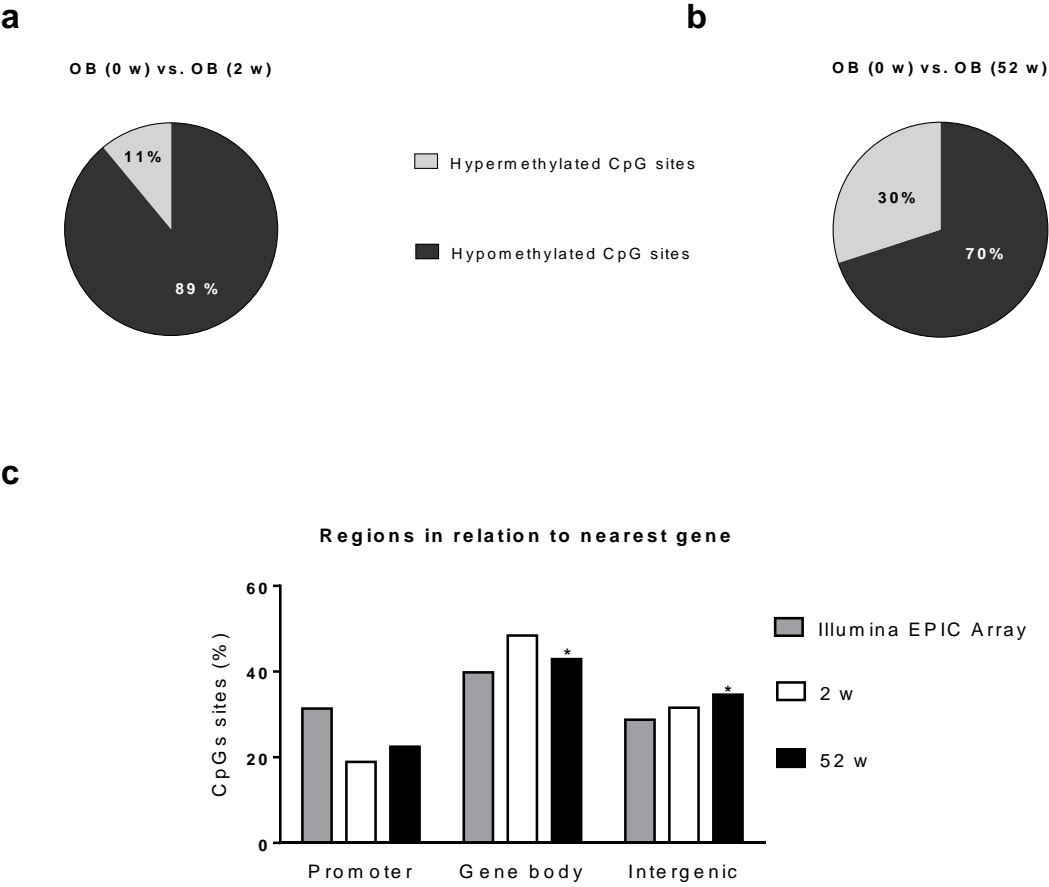 a
b
OB (0 w) vs. OB (2 w)
OB (0 w) vs. OB (52 w)
11%
89 %
Hypermethylated CpG sites
Hypomethylated CpG sites
30%
70%
c
Regions in relation to nearest gene
CpGs sites (%)
60
40
20
0
*
*
Promoter
Gene body
Intergenic
Illumina EPIC Array
2 w
52 w